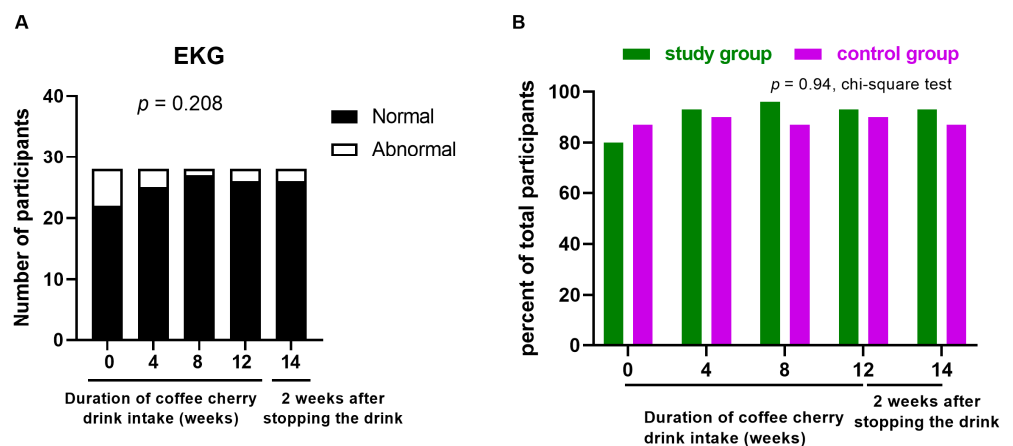 A
EKG
p = 0.208
Normal
Abnormal
Number of participants
40
30
20
10
0
0 4 8 12 14
Duration of coffee cherry
drink intake (weeks)
2 weeks after
stopping the drink
B
study group control group
p = 0.94, chi-square test
percent of total participants
100
80
60
40
20
0
0 4 8 12 14
Duration of coffee cherry
drink intake (weeks)
2 weeks after
stopping the drink